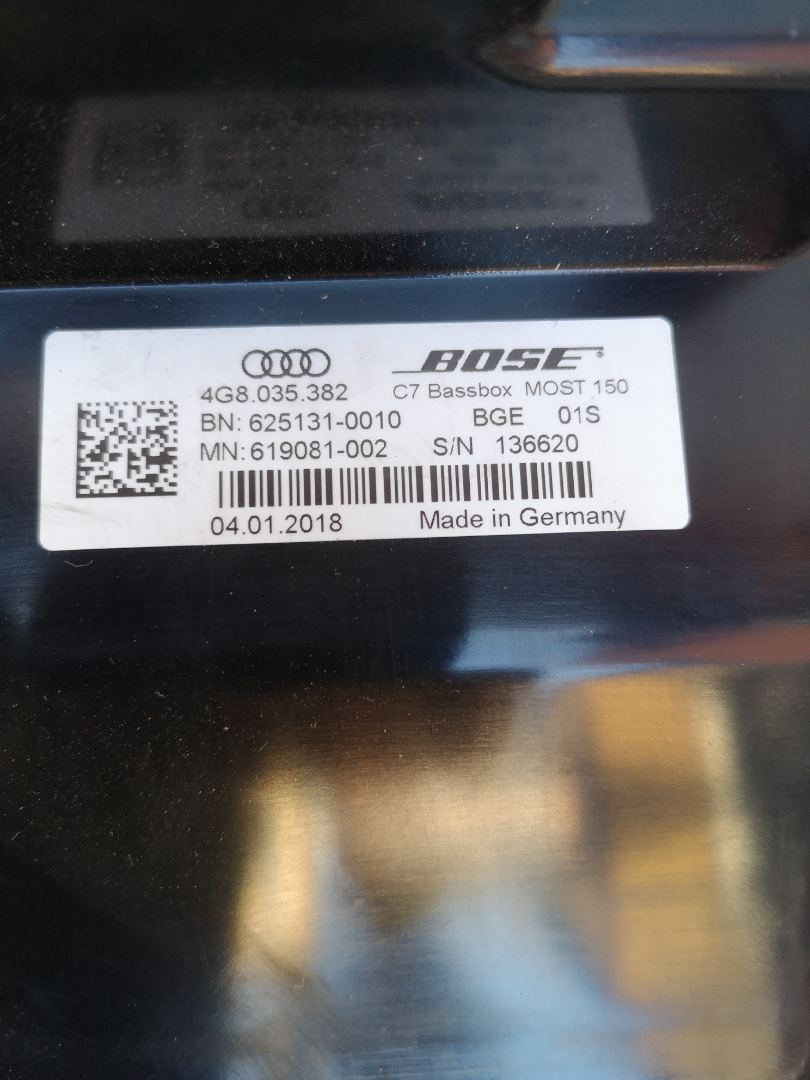 BOSE®
4G8.035.382 C7 Bassbox MOST 150
BN: 625131-0010 BGE 01S
MN: 619081-002 S/N 136620
04.01.2018 Made in Germany